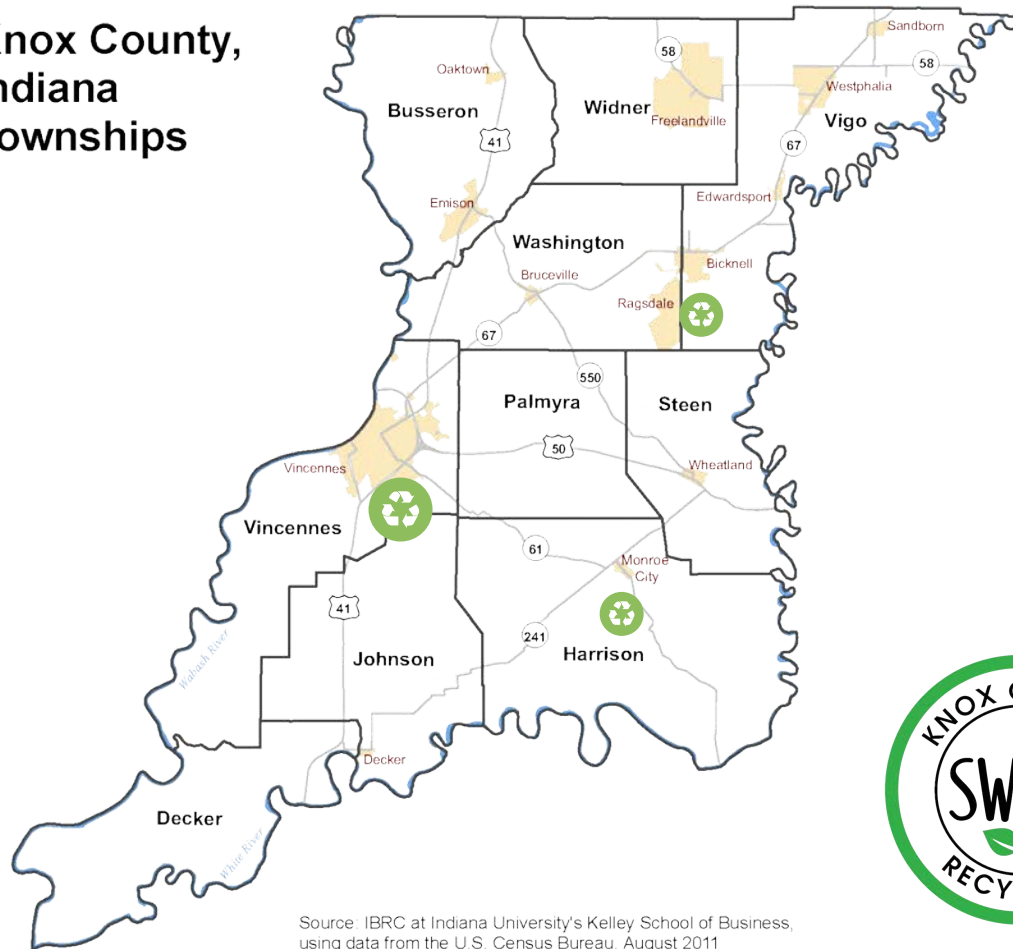 Knox County,
Indiana
Townships
Sandborn
58
58
Oaktown
Westphalia
Busseron
Widner
Freelandville
Vigo
41
67
Edwardsport
Emison
Washington
Bicknell
Bruceville
Ragsdale
67
550
Palmyra
Steen
50
Vincennes
Wheatland
Vincennes
61
Monroe
City
41
241
Harrison
Johnson
Wabash River
Decker
Decker
White River
KNOX
SW
RECY
Source: IBRC at Indiana University's Kelley School of Business,
using data from the U.S. Census Bureau, August 2011